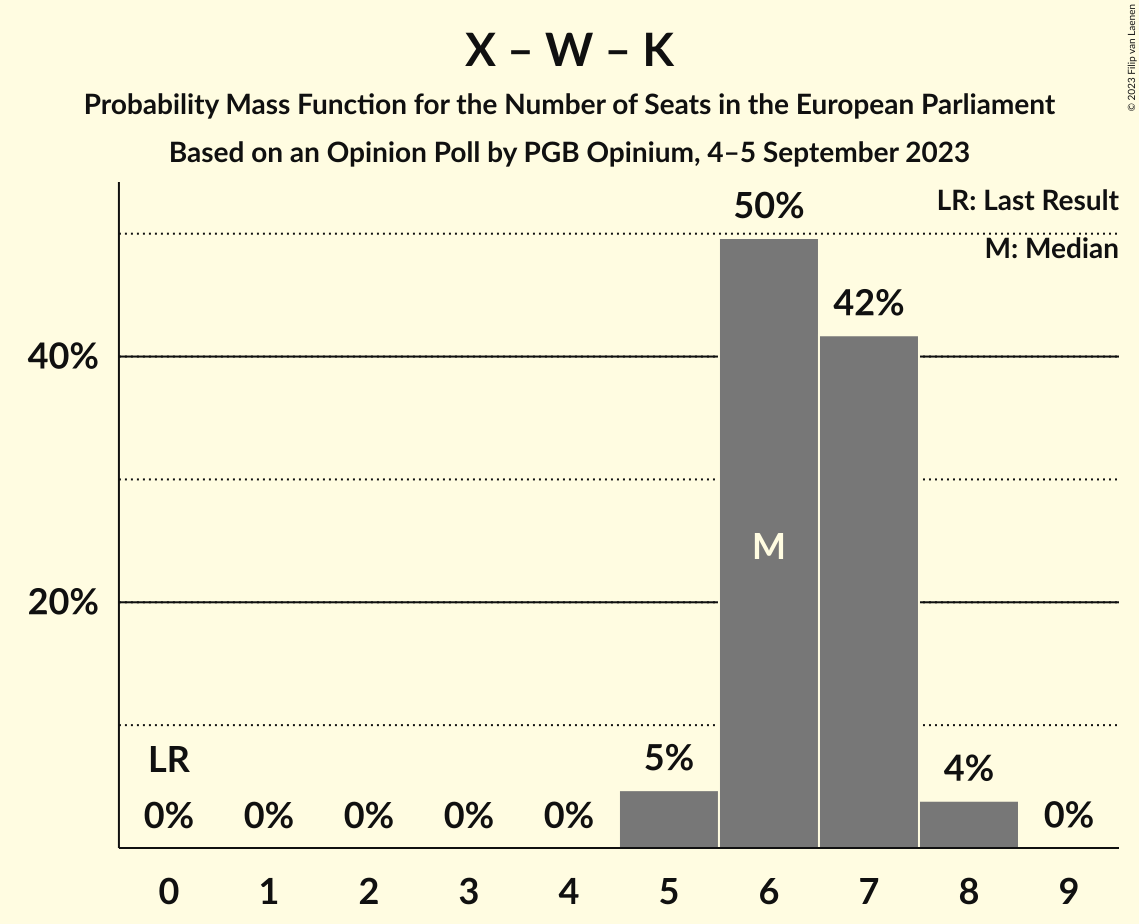 X – W – K
Probability Mass Function for the Number of Seats in the European Parliament
Based on an Opinion Poll by PGB Opinium, 4–5 September 2023
© 2023 Filip van Laenen
LR: Last Result
M: Median
50%
42%
40%
M
20%
LR
5%
4%
0% 0% 0% 0% 0% 0%
0 1 2 3 4 5 6 7 8 9